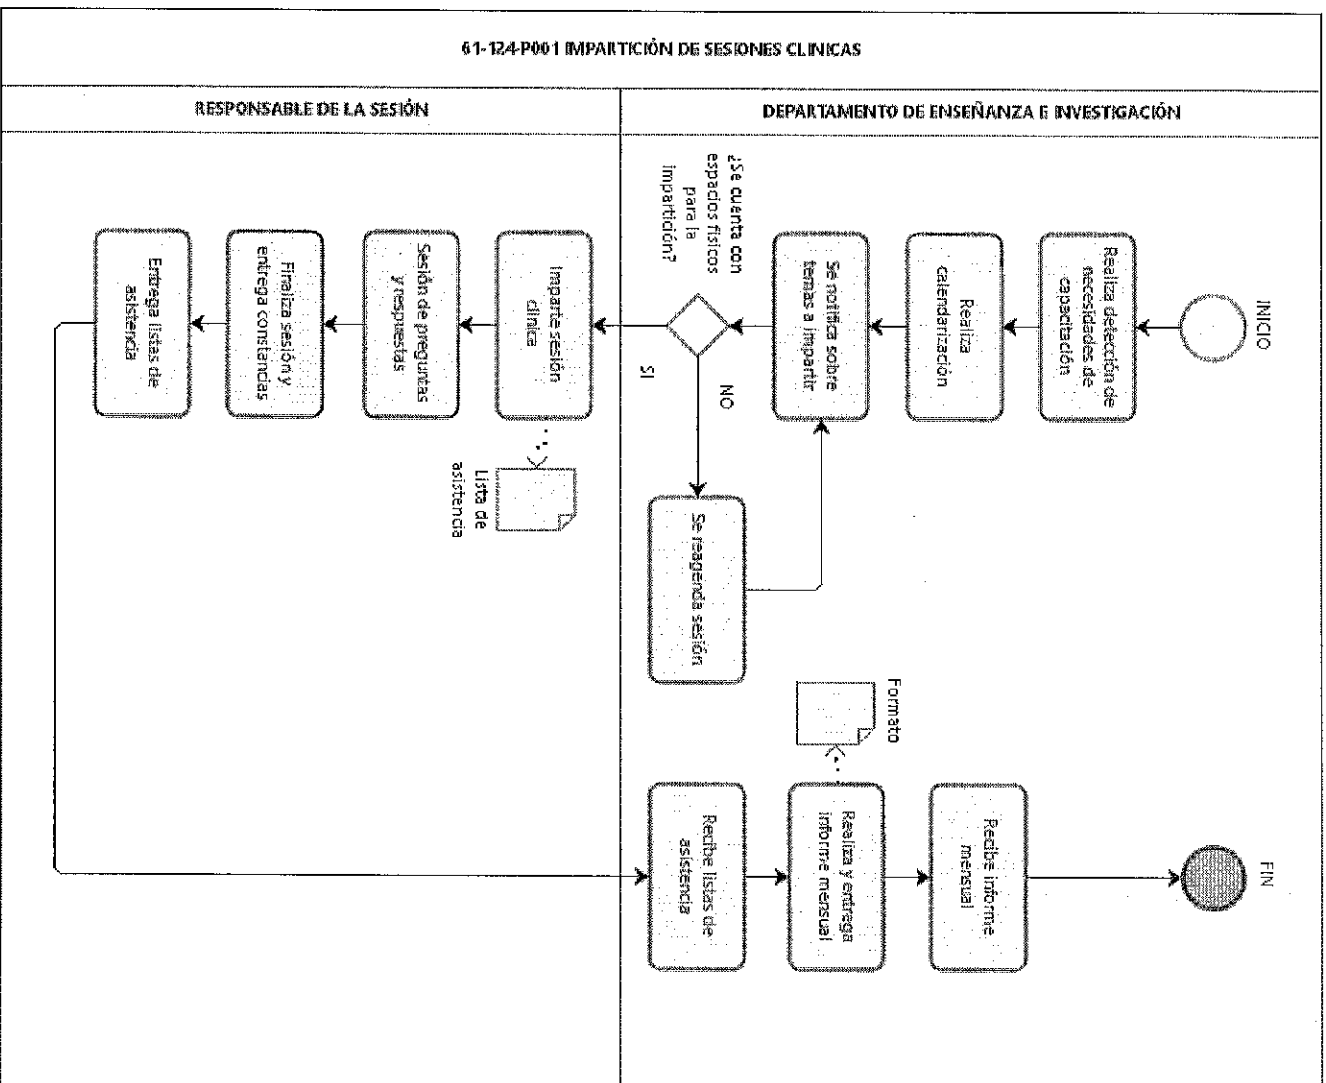 61-124-P001 IMPARTICIÓN DE SESIONES CLINICAS
RESPONSABLE DE LA SESIÓN
DEPARTAMENTO DE ENSEÑANZA E INVESTIGACIÓN
INICIO
Realiza detección de
necesidades de
capacitación
Realiza
calendarización
Se notifica sobre
temas a impartir
¿Se cuenta con
espacios físicos
para la
impartición?
NO
SI
Se reagenda sesión
Imparte sesión
clínica
Lista de
asistencia
Sesión de preguntas
y respuestas
Finaliza sesión y
entrega constancias
Entrega listas de
asistencia
Recibe listas de
asistencia
Realiza y entrega
informe mensual
Formato
Recibe informe
mensual
FIN